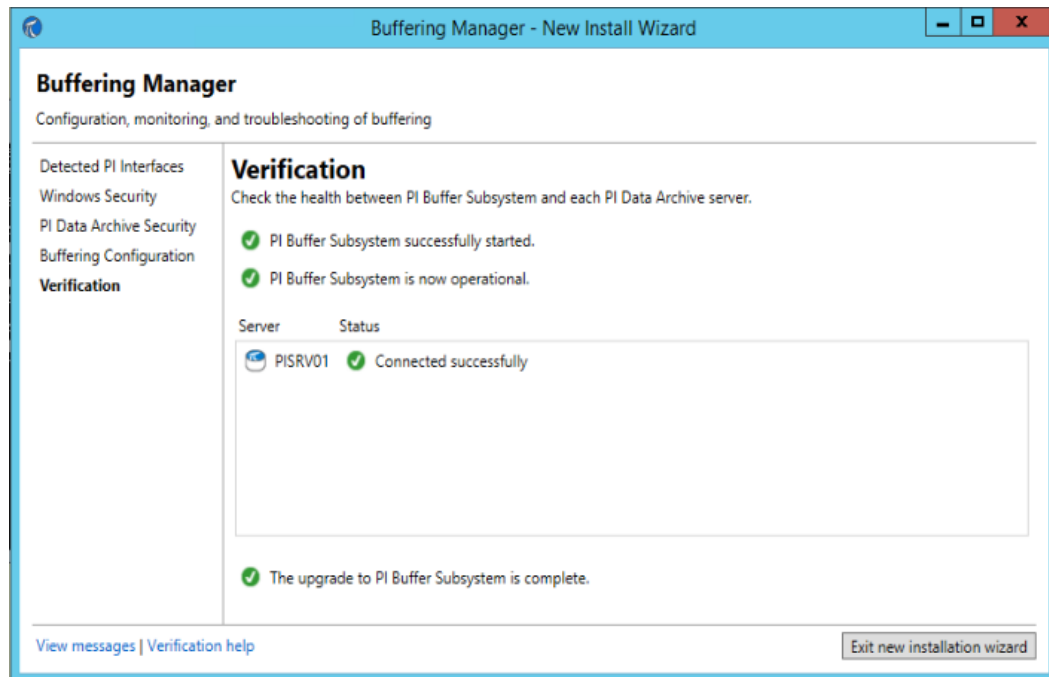 Buffering Manager - New Install Wizard
Buffering Manager
Configuration, monitoring, and troubleshooting of buffering
Detected PI Interfaces
Windows Security
PI Data Archive Security
Buffering Configuration
Verification
Verification
Check the health between PI Buffer Subsystem and each PI Data Archive server.
PI Buffer Subsystem successfully started.
PI Buffer Subsystem is now operational.
Server Status
PISRV01 Connected successfully
The upgrade to PI Buffer Subsystem is complete.
View messages | Verification help
Exit new installation wizard